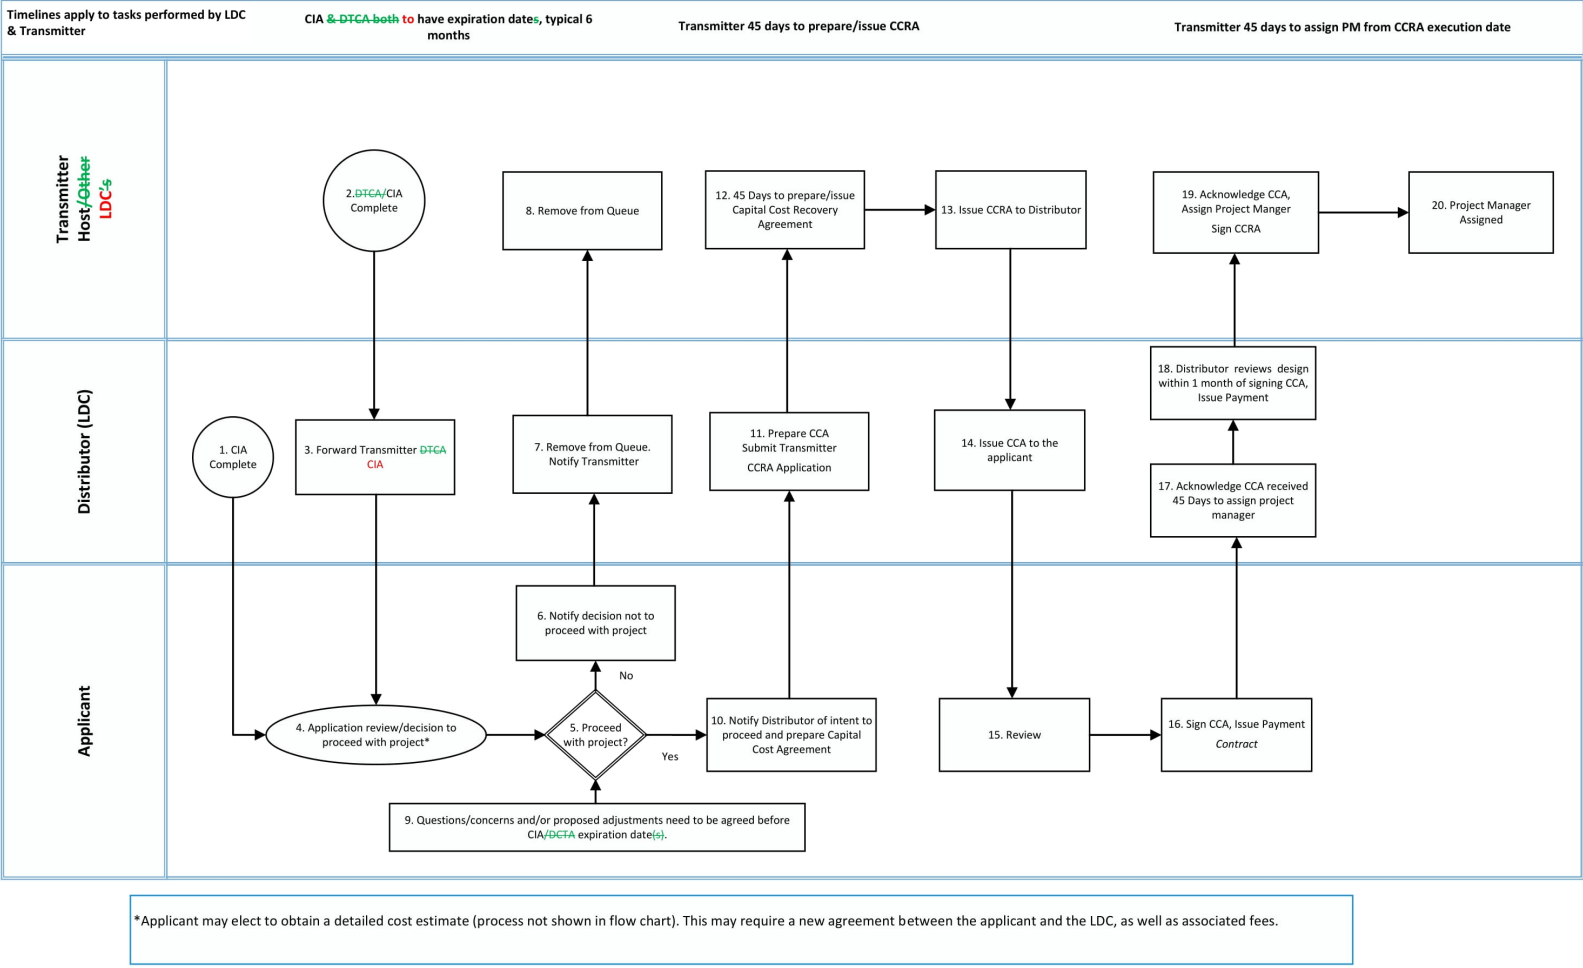 Timelines apply to tasks performed by LDC
& Transmitter
CIA & DTCA both to have expiration dates, typical 6
months
Transmitter 45 days to prepare/issue CCRA
Transmitter 45 days to assign PM from CCRA execution date
Transmitter
Host/Other
LDC's
2.DTCA/CIA
Complete
8. Remove from Queue
12. 45 Days to prepare/issue
Capital Cost Recovery
Agreement
13. Issue CCRA to Distributor
19. Acknowledge CCA,
Assign Project Manger
Sign CCRA
20. Project Manager
Assigned
Distributor (LDC)
1. CIA
Complete
3. Forward Transmitter DTCA
CIA
7. Remove from Queue.
Notify Transmitter
11. Prepare CCA
Submit Transmitter
CCRA Application
14. Issue CCA to the
applicant
18. Distributor reviews design
within 1 month of signing CCA,
Issue Payment
17. Acknowledge CCA received
45 Days to assign project
manager
Applicant
6. Notify decision not to
proceed with project
No
4. Application review/decision to
proceed with project*
5. Proceed
with project?
Yes
10. Notify Distributor of intent to
proceed and prepare Capital
Cost Agreement
15. Review
16. Sign CCA, Issue Payment
Contract
9. Questions/concerns and/or proposed adjustments need to be agreed before
CIA/DCTA expiration date(s).
*Applicant may elect to obtain a detailed cost estimate (process not shown in flow chart). This may require a new agreement between the applicant and the LDC, as well as associated fees.